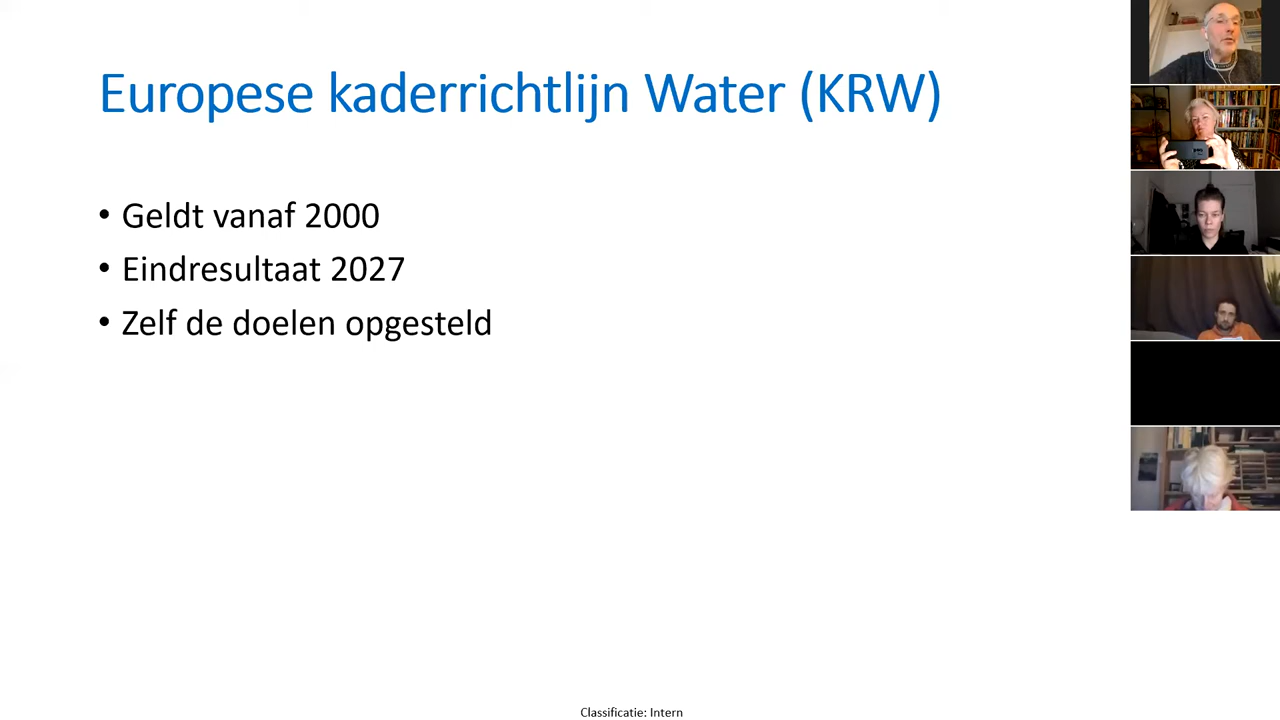 Europese kaderrichtlijn Water (KRW)
• Geldt vanaf 2000
• Eindresultaat 2027
• Zelf de doelen opgesteld
Classificatie: Intern